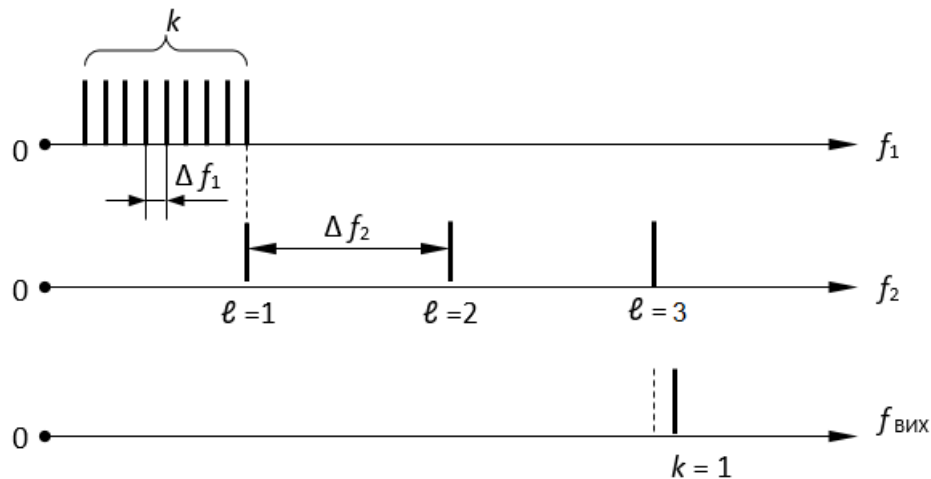 k
0 f₁
Δ f₁
Δ f₂
0 f₂
ℓ =1 ℓ =2 ℓ = 3
0 f ВИХ
k = 1